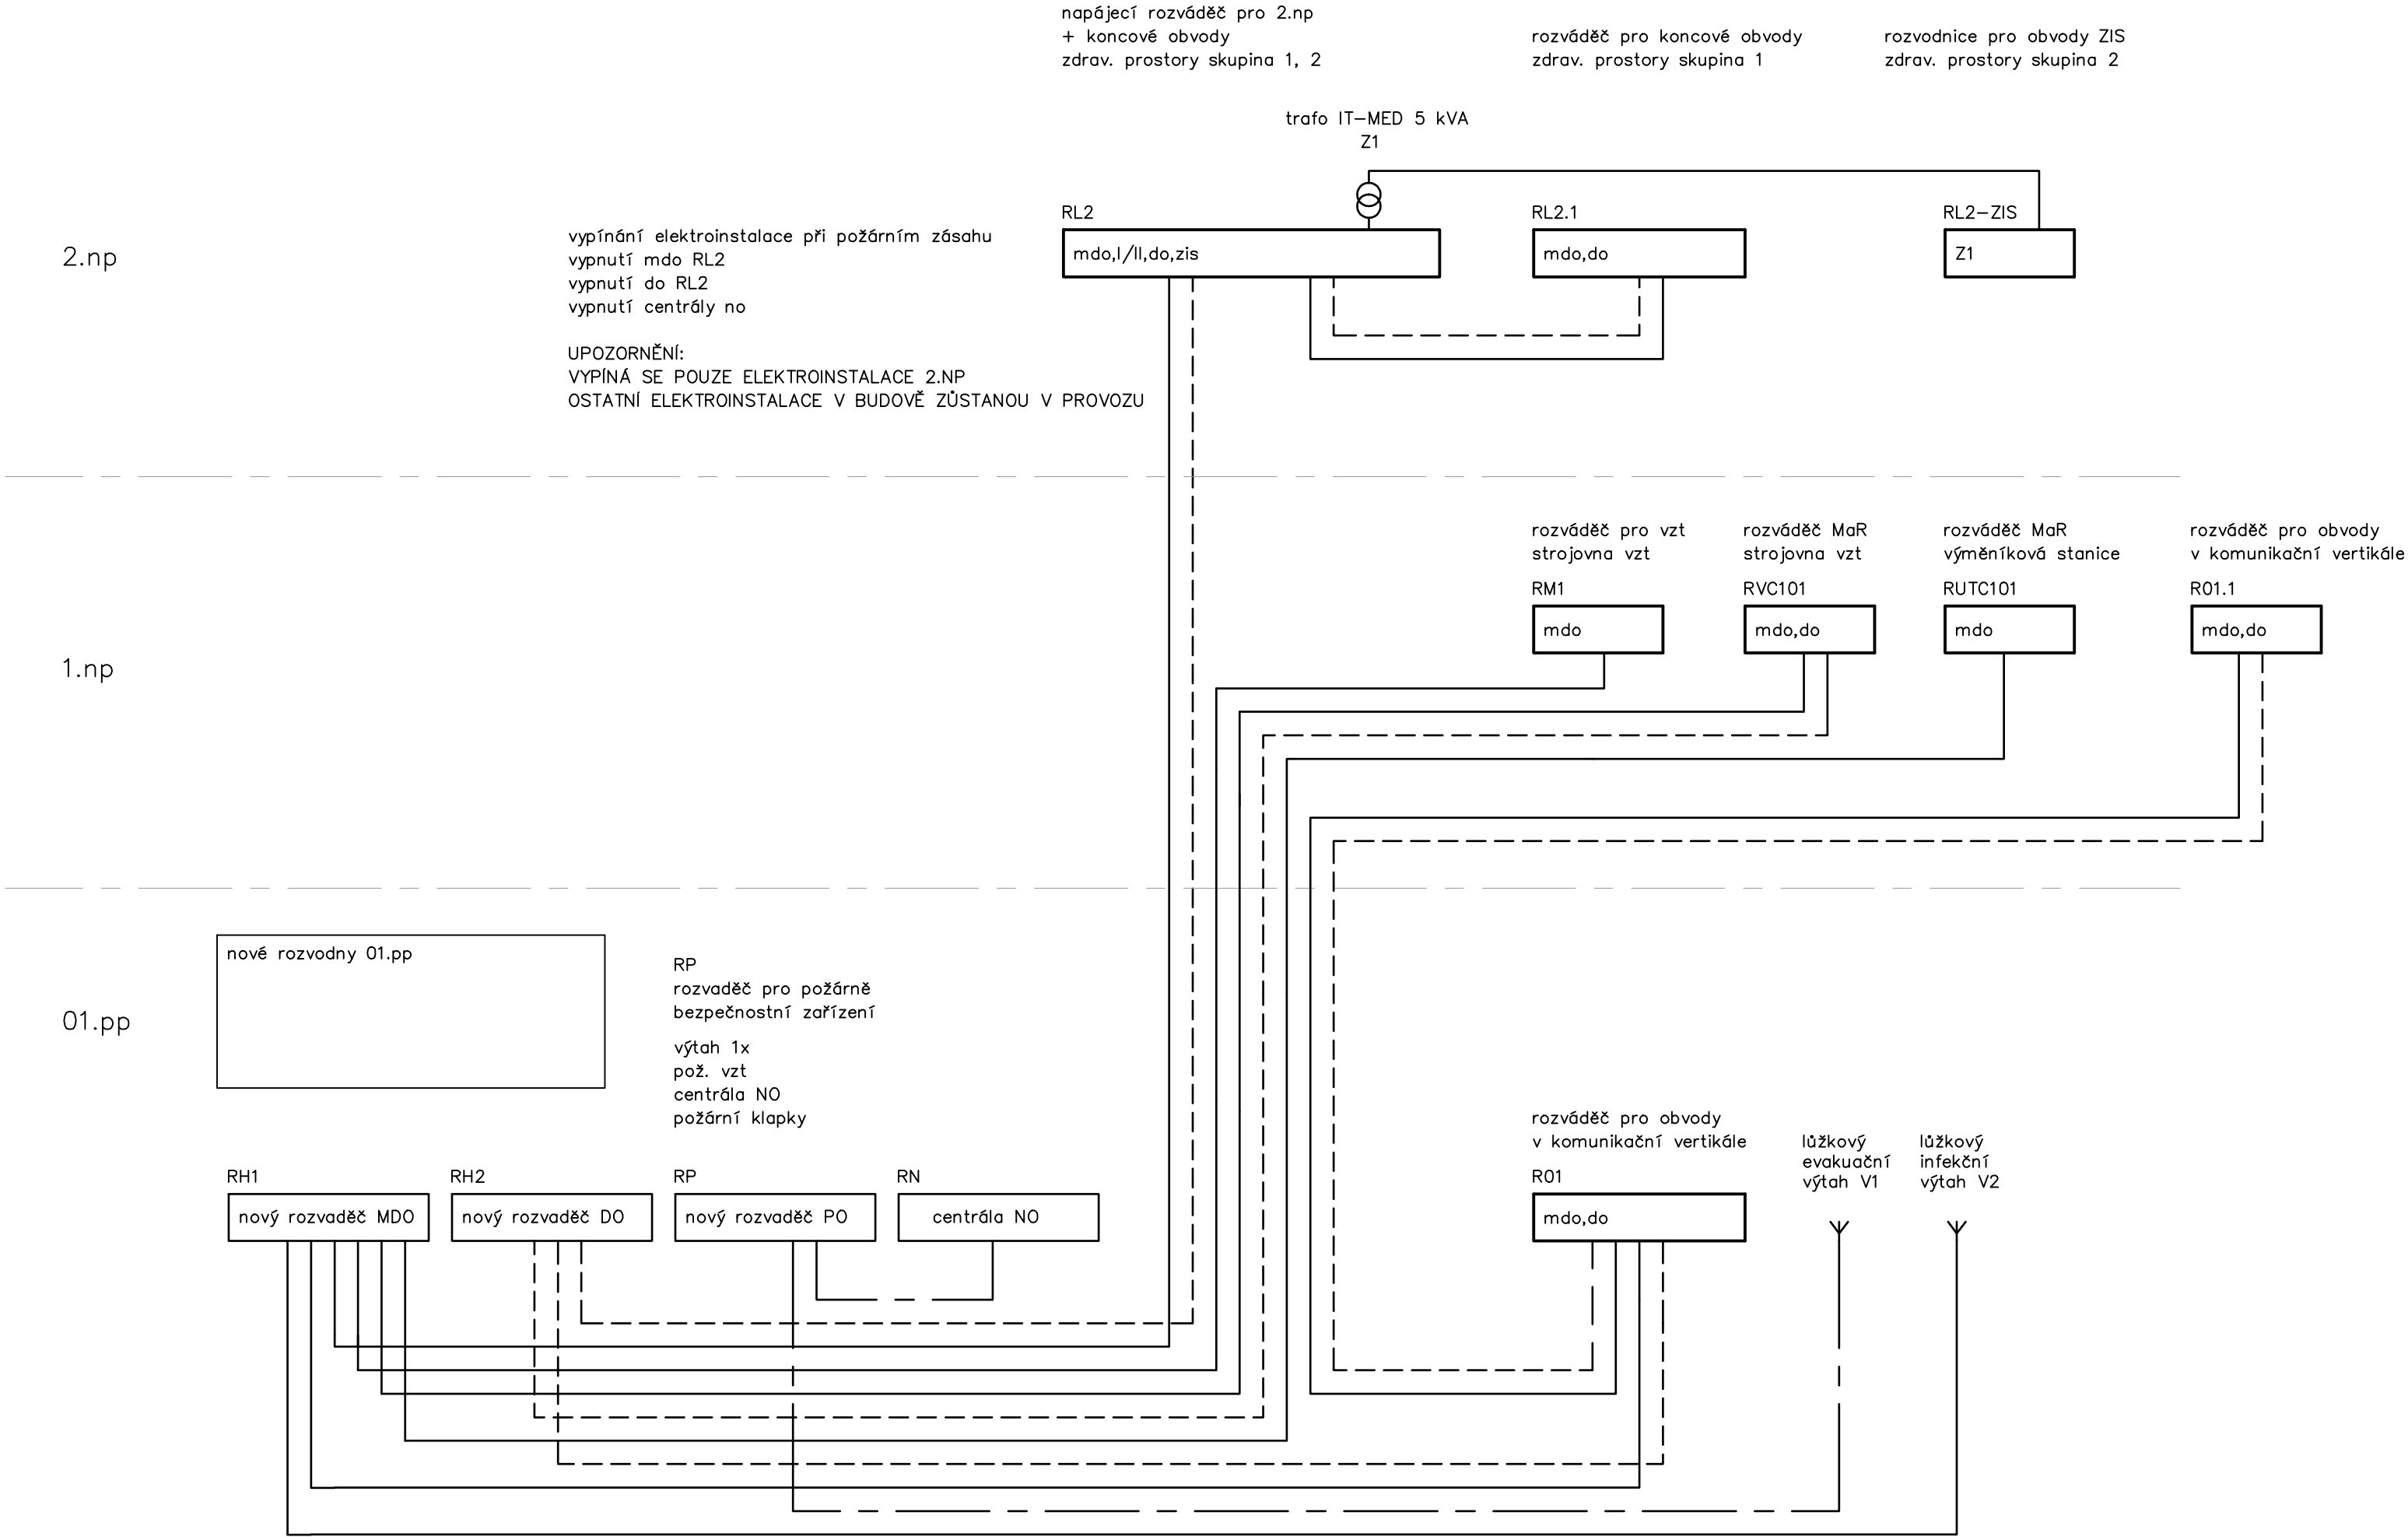 napájecí rozváděč pro 2.np
+ koncové obvody
zdrav. prostory skupina 1, 2
rozváděč pro koncové obvody
zdrav. prostory skupina 1
rozvodnice pro obvody ZIS
zdrav. prostory skupina 2
trafo IT-MED 5 kVA
Z1
RL2
RL2.1
RL2-ZIS
mdo,I/II,do,zis
mdo,do
Z1
2.np
vypínání elektroinstalace při požárním zásahu
vypnutí mdo RL2
vypnutí do RL2
vypnutí centrály no
UPOZORNĚNÍ:
VYPÍNÁ SE POUZE ELEKTROINSTALACE 2.NP
OSTATNÍ ELEKTROINSTALACE V BUDOVĚ ZŮSTANOU V PROVOZU
rozváděč pro vzt
strojovna vzt
rozváděč MaR
strojovna vzt
rozváděč MaR
výměníková stanice
rozváděč pro obvody
v komunikační vertikále
RM1
RVC101
RUTC101
R01.1
mdo
mdo,do
mdo
mdo,do
1.np
nové rozvodny 01.pp
01.pp
RP
rozvaděč pro požárně
bezpečnostní zařízení
výtah 1x
pož. vzt
centrála NO
požární klapky
rozváděč pro obvody
v komunikační vertikále
lůžkový
evakuační
výtah V1
lůžkový
infekční
výtah V2
RH1
RH2
RP
RN
R01
nový rozvaděč MDO
nový rozvaděč DO
nový rozvaděč PO
centrála NO
mdo,do